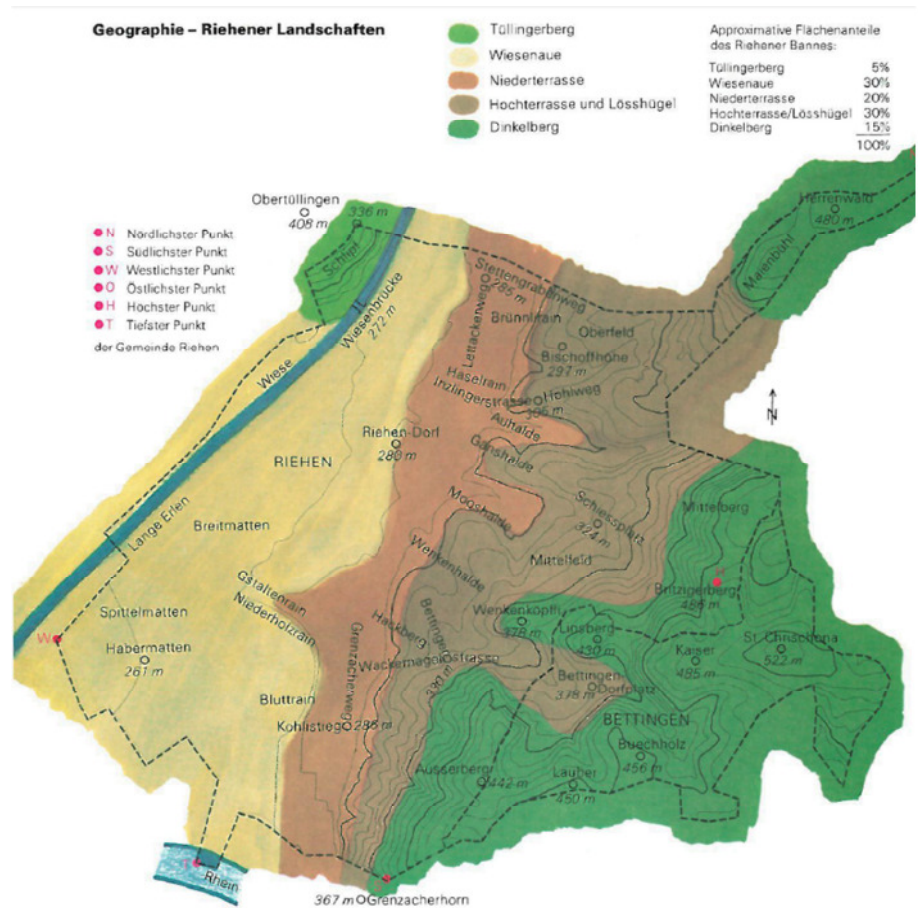 Geographie – Riehener Landschaften
Tüllingerberg
Wiesenaue
Niederterrasse
Hochterrasse und Lösshügel
Dinkelberg
Approximative Flächenanteile
des Riehener Bannes:
Tüllingerberg 5%
Wiesenaue 30%
Niederterrasse 20%
Hochterrasse/Lösshügel 30%
Dinkelberg 15%
100%
N Nördlichster Punkt
S Südlichster Punkt
W Westlichster Punkt
O Östlichster Punkt
H Höchster Punkt
T Tiefster Punkt
der Gemeinde Riehen
Obertüllingen
408 m
336 m
Schlipf
Herrenwald
480 m
Maienbühl
Wiesenbrücke
272 m
Wiese
Stettengrabenweg
285 m
Lettackerweg
Brünnlirain
Oberfeld
Bischoffhöhe
297 m
Haselrain
Inzlingerstrasse
Hohlweg
Auhalde
Gänshalde
N
Riehen-Dorf
280 m
RIEHEN
Mooshalde
Schiessplatz
324 m
Mittelberg
Mittelfeld
Lange Erlen
Breitmatten
Wenkenhalde
H
Britzigerberg
486 m
Gstaltenrain
Niederholzrain
Spittelmatten
W
Habermatten
261 m
Hackberg
Bettingerstrasse
330 m
Wenkenköpfli
378 m
Linsberg
430 m
Kaiser
485 m
St. Chrischona
522 m
Grenzacherweg
Bettingen
Dorfplatz
378 m
BETTINGEN
Bluttrain
Kohlistieg
286 m
Buechholz
456 m
Ausserberg
442 m
450 m
T
Rhein
367 m Grenzacherhorn